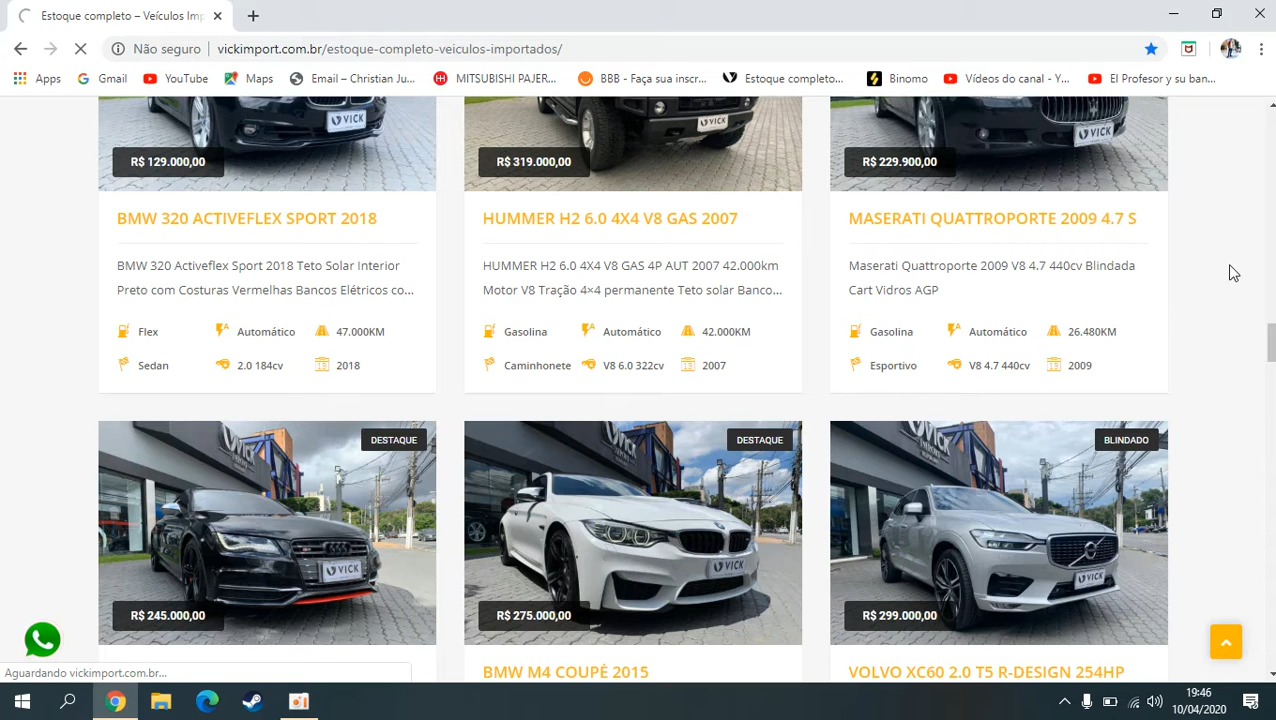 Estoque completo – Veículos Imp
Não seguro
vickimport.com.br/estoque-completo-veiculos-importados/
Apps
Gmail
YouTube
Maps
Email – Christian Ju...
MITSUBISHI PAJER...
BBB - Faça sua inscr...
Estoque completo...
Binomo
Vídeos do canal - Y...
El Profesor y su ban...
VICK
VICK
VICK
R$ 129.000,00
R$ 319.000,00
R$ 229.900,00
BMW 320 ACTIVEFLEX SPORT 2018
HUMMER H2 6.0 4X4 V8 GAS 2007
MASERATI QUATTROPORTE 2009 4.7 S
BMW 320 Activeflex Sport 2018 Teto Solar Interior
Preto com Costuras Vermelhas Bancos Elétricos co...
HUMMER H2 6.0 4X4 V8 GAS 4P AUT 2007 42.000km
Motor V8 Tração 4×4 permanente Teto solar Banco...
Maserati Quattroporte 2009 V8 4.7 440cv Blindada
Cart Vidros AGP
Flex Automático 47.000KM
Sedan 2.0 184cv 2018
Gasolina Automático 42.000KM
Caminhonete V8 6.0 322cv 2007
Gasolina Automático 26.480KM
Esportivo V8 4.7 440cv 2009
DESTAQUE
DESTAQUE
BLINDADO
VICK
VICK
VICK
R$ 245.000,00
R$ 275.000,00
R$ 299.000,00
BMW M4 COUPÉ 2015
VOLVO XC60 2.0 T5 R-DESIGN 254HP
Aguardando vickimport.com.br...
19:46
10/04/2020